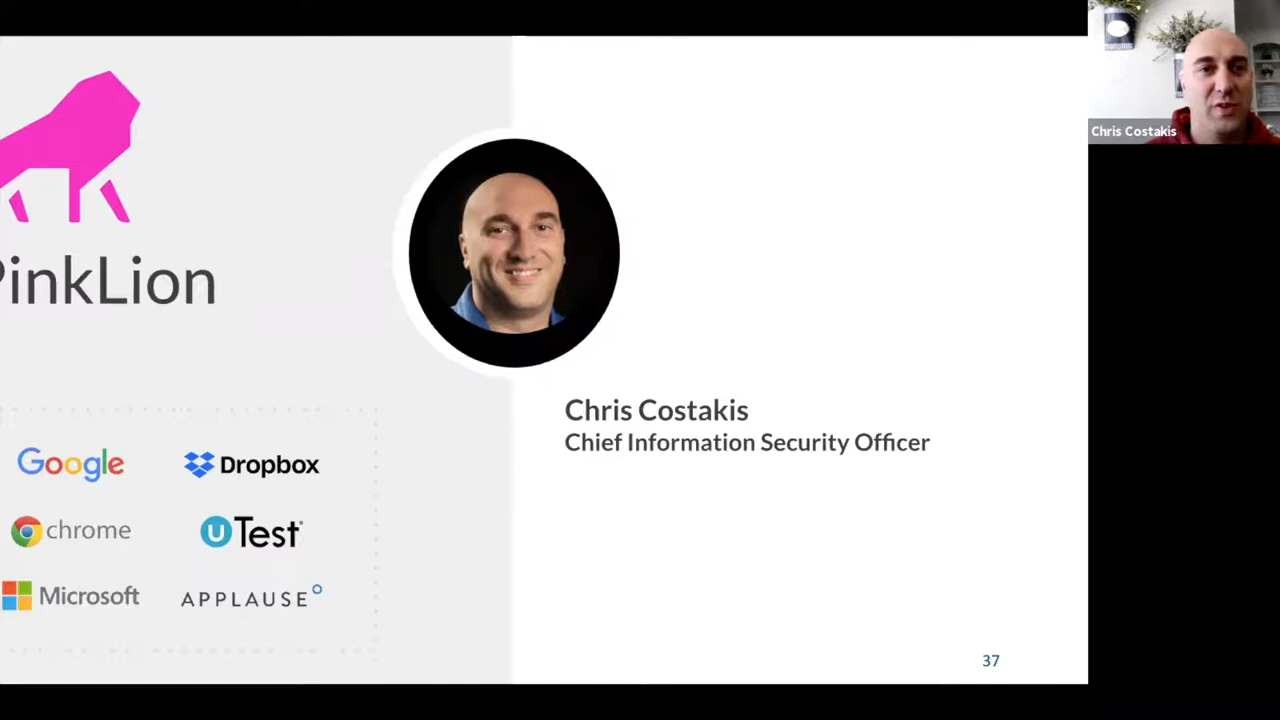 PinkLion
Google
Dropbox
chrome
uTest
Microsoft
APPLAUSE
Chris Costakis
Chief Information Security Officer
37
Chris Costakis